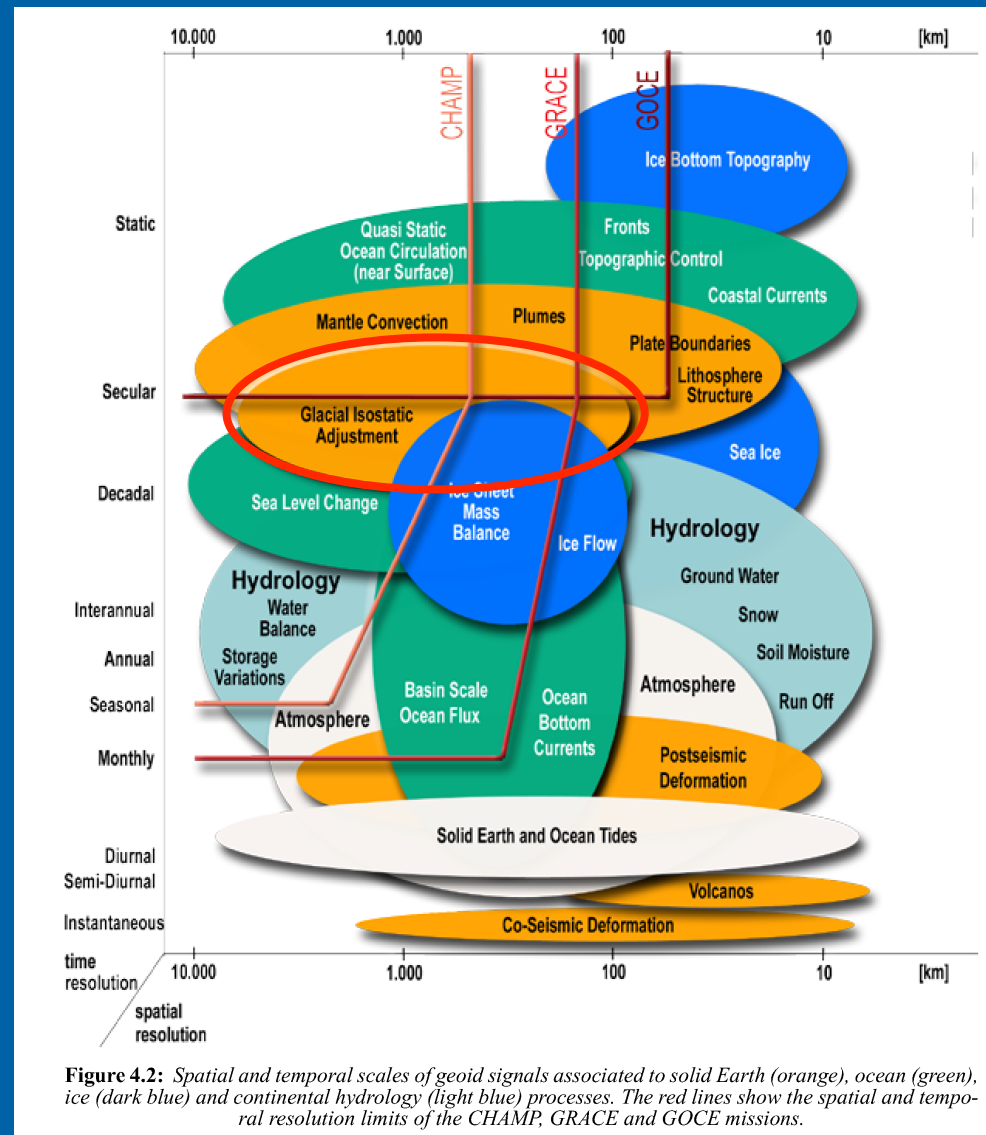 10.000 1.000 100 10 [km]
CHAMP
GRACE
GOCE
Ice Bottom Topography
Static
Quasi Static
Ocean Circulation
(near Surface)
Fronts
Topographic Control
Coastal Currents
Mantle Convection
Plumes
Plate Boundaries
Lithosphere
Structure
Secular
Glacial Isostatic
Adjustment
Sea Ice
Decadal
Sea Level Change
Ice Sheet
Mass
Balance
Ice Flow
Hydrology
Ground Water
Snow
Soil Moisture
Run Off
Hydrology
Water
Balance
Storage
Variations
Interannual
Annual
Seasonal
Monthly
Atmosphere
Basin Scale
Ocean Flux
Ocean
Bottom
Currents
Atmosphere
Postseismic
Deformation
Solid Earth and Ocean Tides
Diurnal
Semi-Diurnal
Volcanos
Instantaneous
Co-Seismic Deformation
time
resolution
10.000 1.000 100 10 [km]
spatial
resolution
Figure 4.2: Spatial and temporal scales of geoid signals associated to solid Earth (orange), ocean (green),
ice (dark blue) and continental hydrology (light blue) processes. The red lines show the spatial and tempo-
ral resolution limits of the CHAMP, GRACE and GOCE missions.